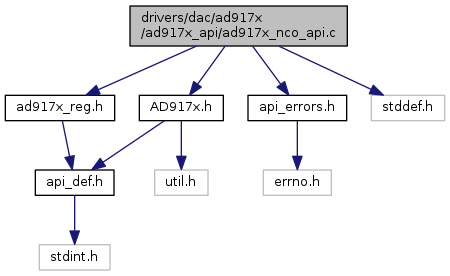 drivers/dac/ad917x
/ad917x_api/ad917x_nco_api.c
ad917x_reg.h
AD917x.h
api_errors.h
stddef.h
api_def.h
util.h
errno.h
stdint.h